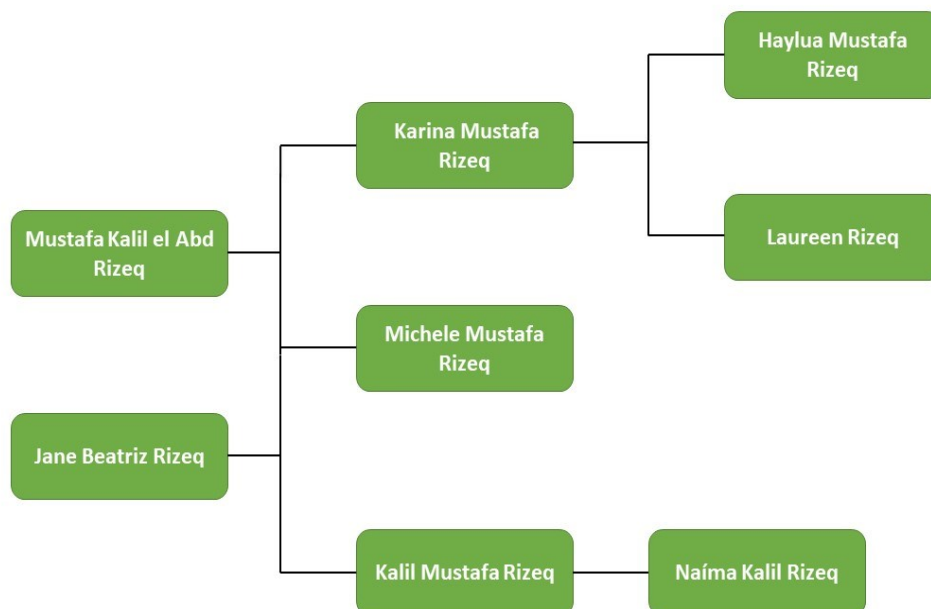 Haylua Mustafa
Rizeq
Karina Mustafa
Rizeq
Laureen Rizeq
Mustafa Kalil el Abd
Rizeq
Michele Mustafa
Rizeq
Jane Beatriz Rizeq
Kalil Mustafa Rizeq
Naíma Kalil Rizeq